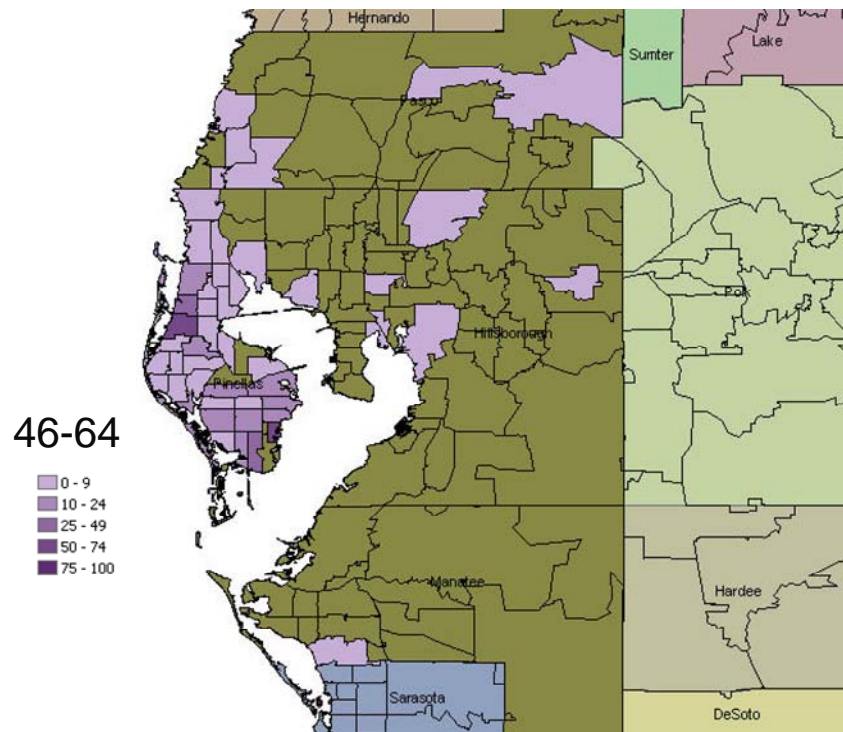 Hernando
Lake
Sumter
Pasco
Polk
Hillsborough
Pinellas
46-64
0 - 9
10 - 24
25 - 49
50 - 74
75 - 100
Manatee
Hardee
Sarasota
DeSoto